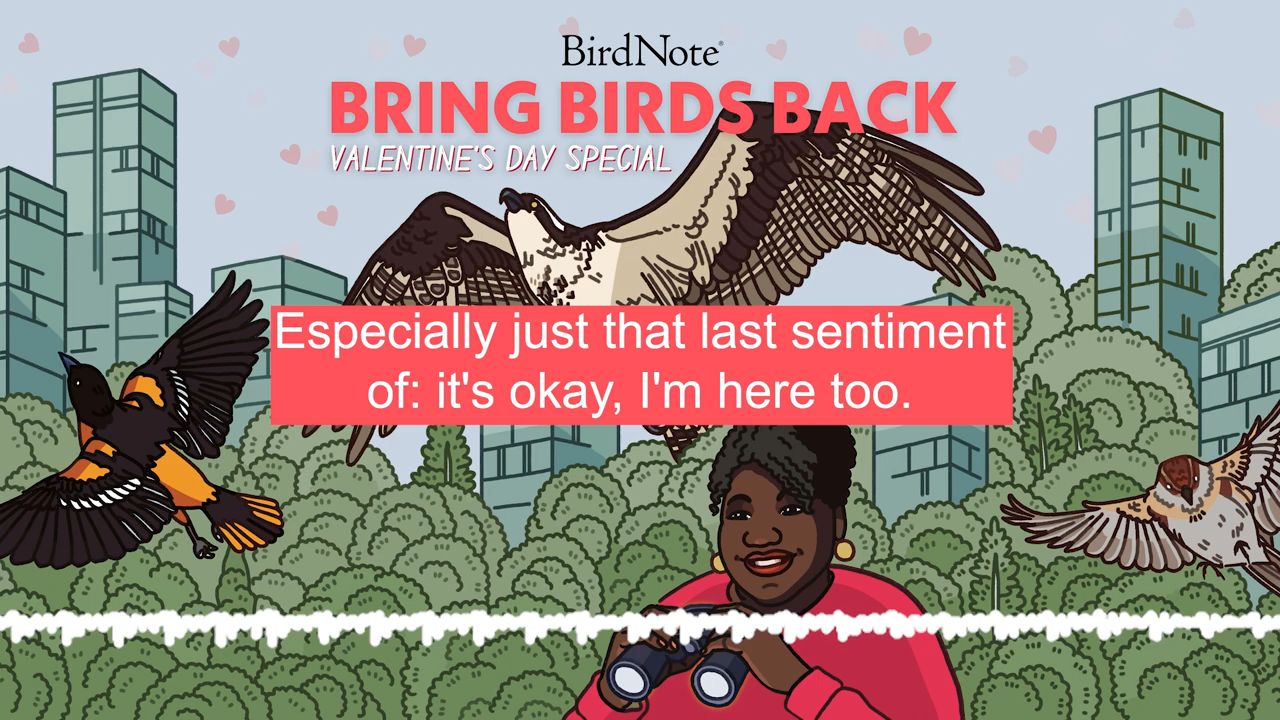 BirdNote®
BRING BIRDS BACK
VALENTINE'S DAY SPECIAL
Especially just that last sentiment
of: it's okay, I'm here too.